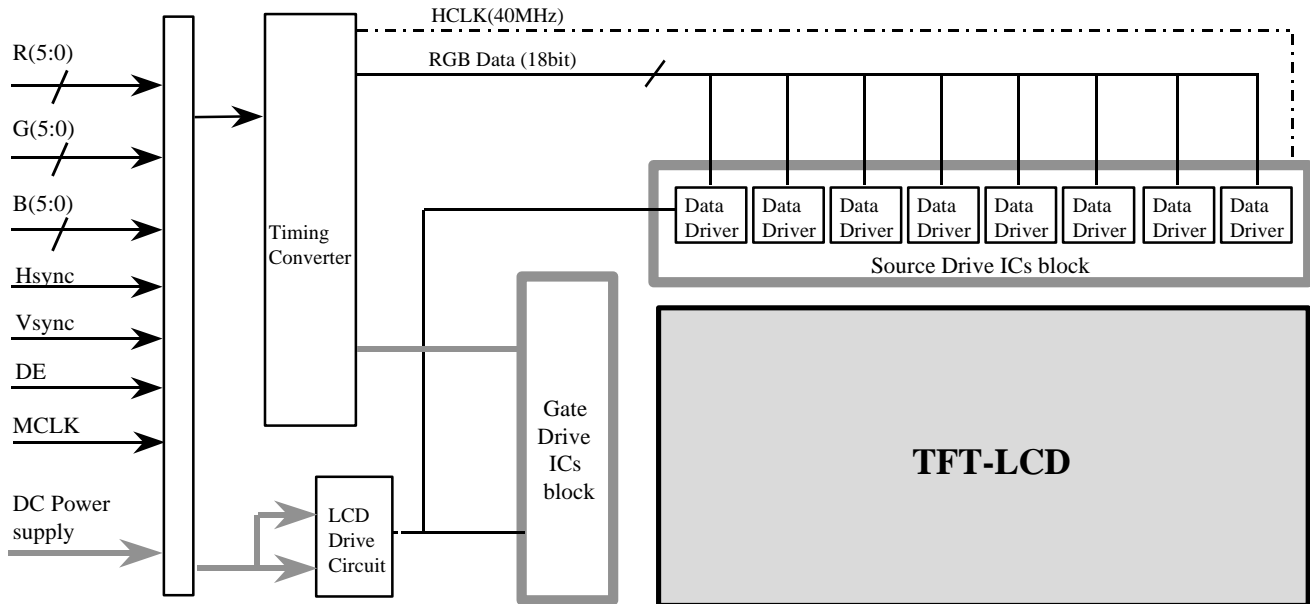 HCLK(40MHz)
RGB Data (18bit)
R(5:0)
G(5:0)
B(5:0)
Hsync
Vsync
DE
MCLK
DC Power
supply
Timing
Converter
LCD
Drive
Circuit
Gate
Drive
ICs
block
Data
Driver
Data
Driver
Data
Driver
Data
Driver
Data
Driver
Data
Driver
Data
Driver
Data
Driver
Source Drive ICs block
TFT-LCD